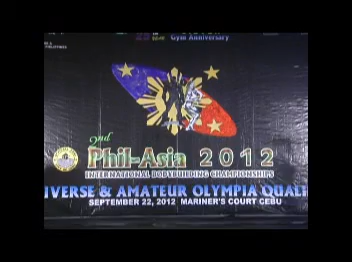 Gym Anniversary
2nd
Phil-Asia 2012
INTERNATIONAL BODYBUILDING CHAMPIONSHIPS
IVERSE & AMATEUR OLYMPIA QUALI
SEPTEMBER 22, 2012 MARINER'S COURT CEBU